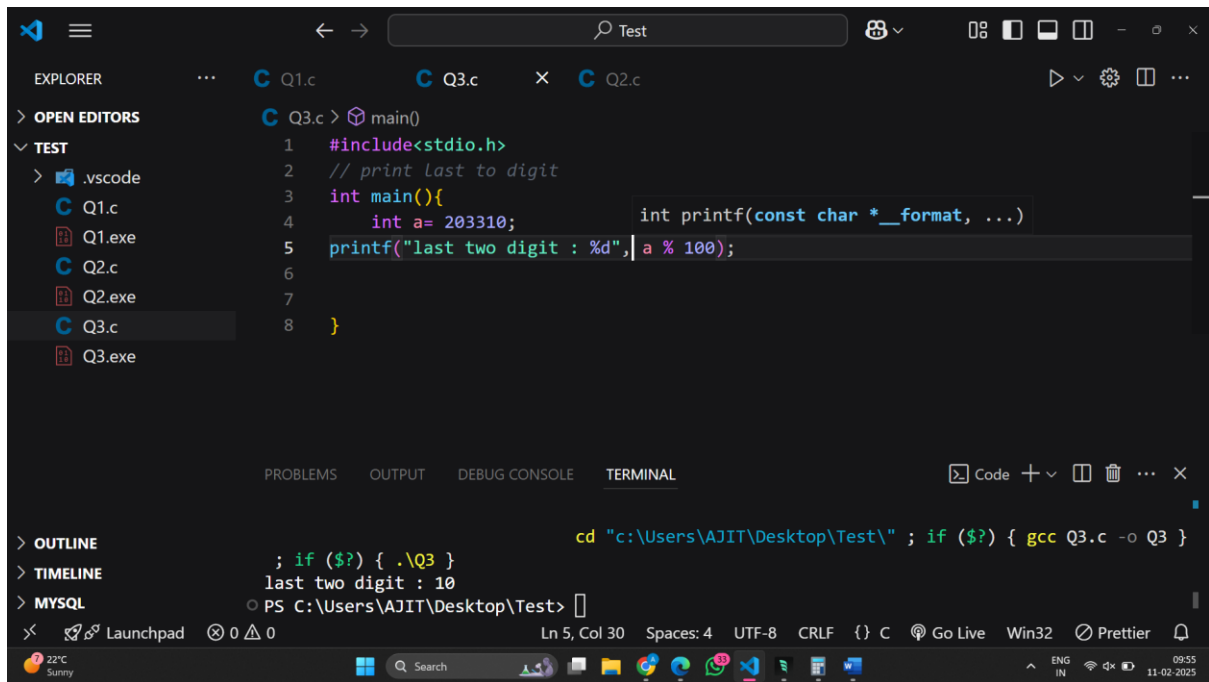 Test
EXPLORER ...
Q1.c
Q3.c
Q2.c
OPEN EDITORS
TEST
.vscode
Q1.c
Q1.exe
Q2.c
Q2.exe
Q3.c
Q3.exe
OUTLINE
TIMELINE
MYSQL
Q3.c > main()
1 #include<stdio.h>
2 // print last to digit
3 int main(){
4 int a= 203310;
int printf(const char *__format, ...)
5 printf("last two digit : %d", a % 100);
6
7
8 }
PROBLEMS OUTPUT DEBUG CONSOLE TERMINAL
Code
cd "c:\Users\AJIT\Desktop\Test\" ; if ($?) { gcc Q3.c -o Q3 }
; if ($?) { .\Q3 }
last two digit : 10
PS C:\Users\AJIT\Desktop\Test>
Launchpad 0 0 Ln 5, Col 30 Spaces: 4 UTF-8 CRLF {} C Go Live Win32 Prettier
7
22°C
Sunny
Search
33
ENG
IN
09:55
11-02-2025